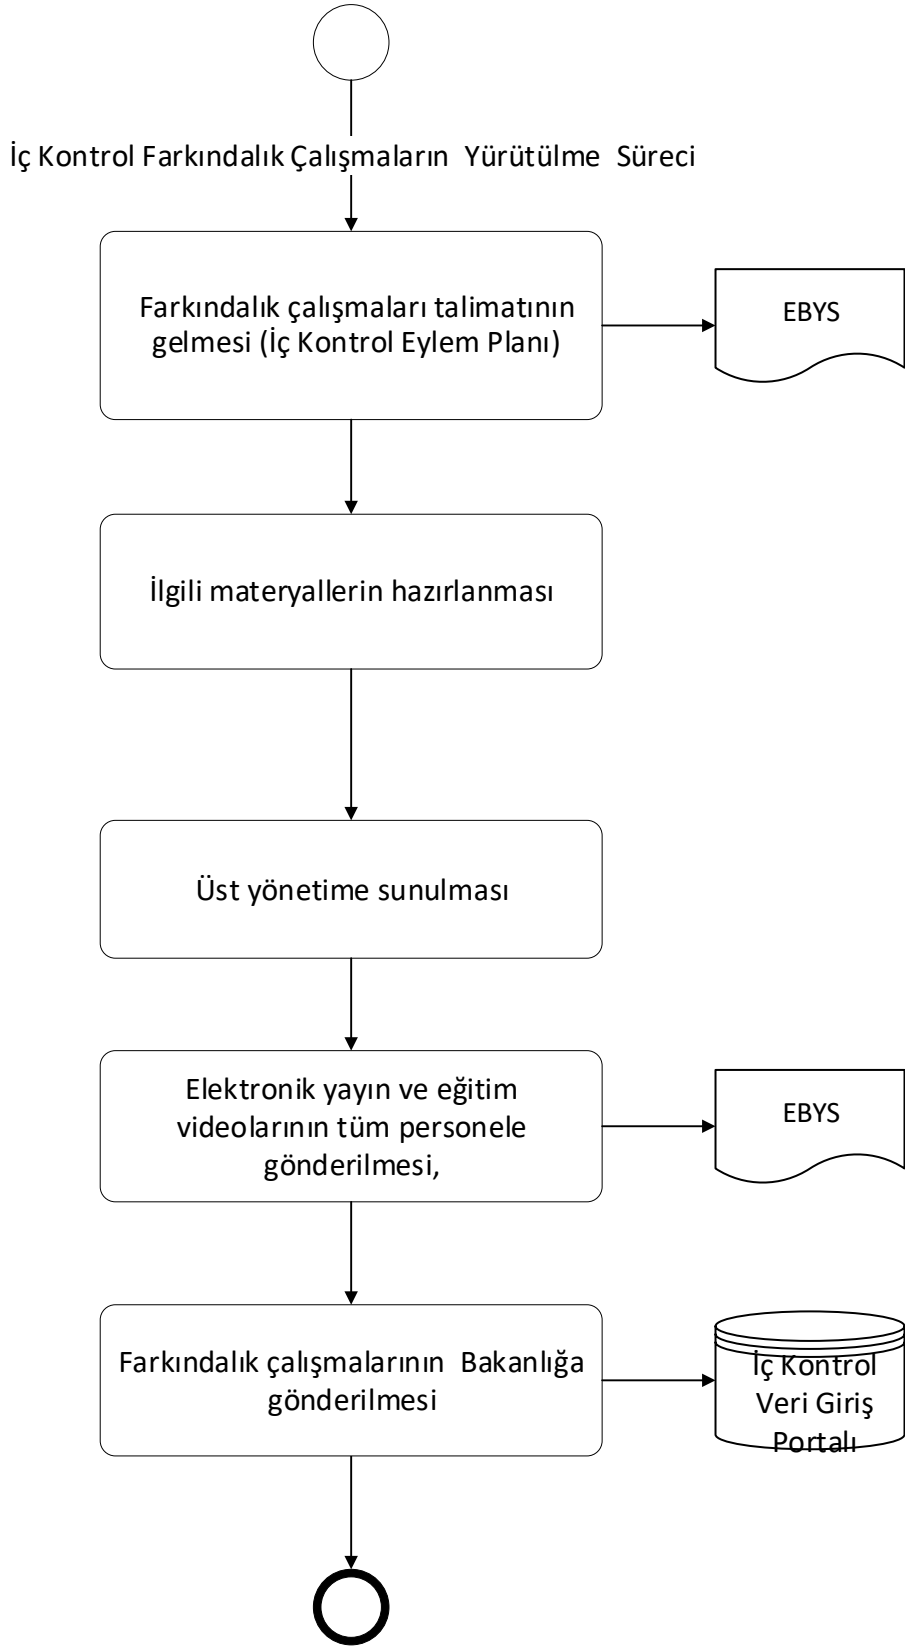 İç Kontrol Farkındalık Çalışmaların Yürütülme Süreci
Farkındalık çalışmaları talimatının
gelmesi (İç Kontrol Eylem Planı)
EBYS
İlgili materyallerin hazırlanması
Üst yönetime sunulması
Elektronik yayın ve eğitim
videolarının tüm personele
gönderilmesi,
EBYS
Farkındalık çalışmalarının Bakanlığa
gönderilmesi
İç Kontrol
Veri Giriş
Portalı